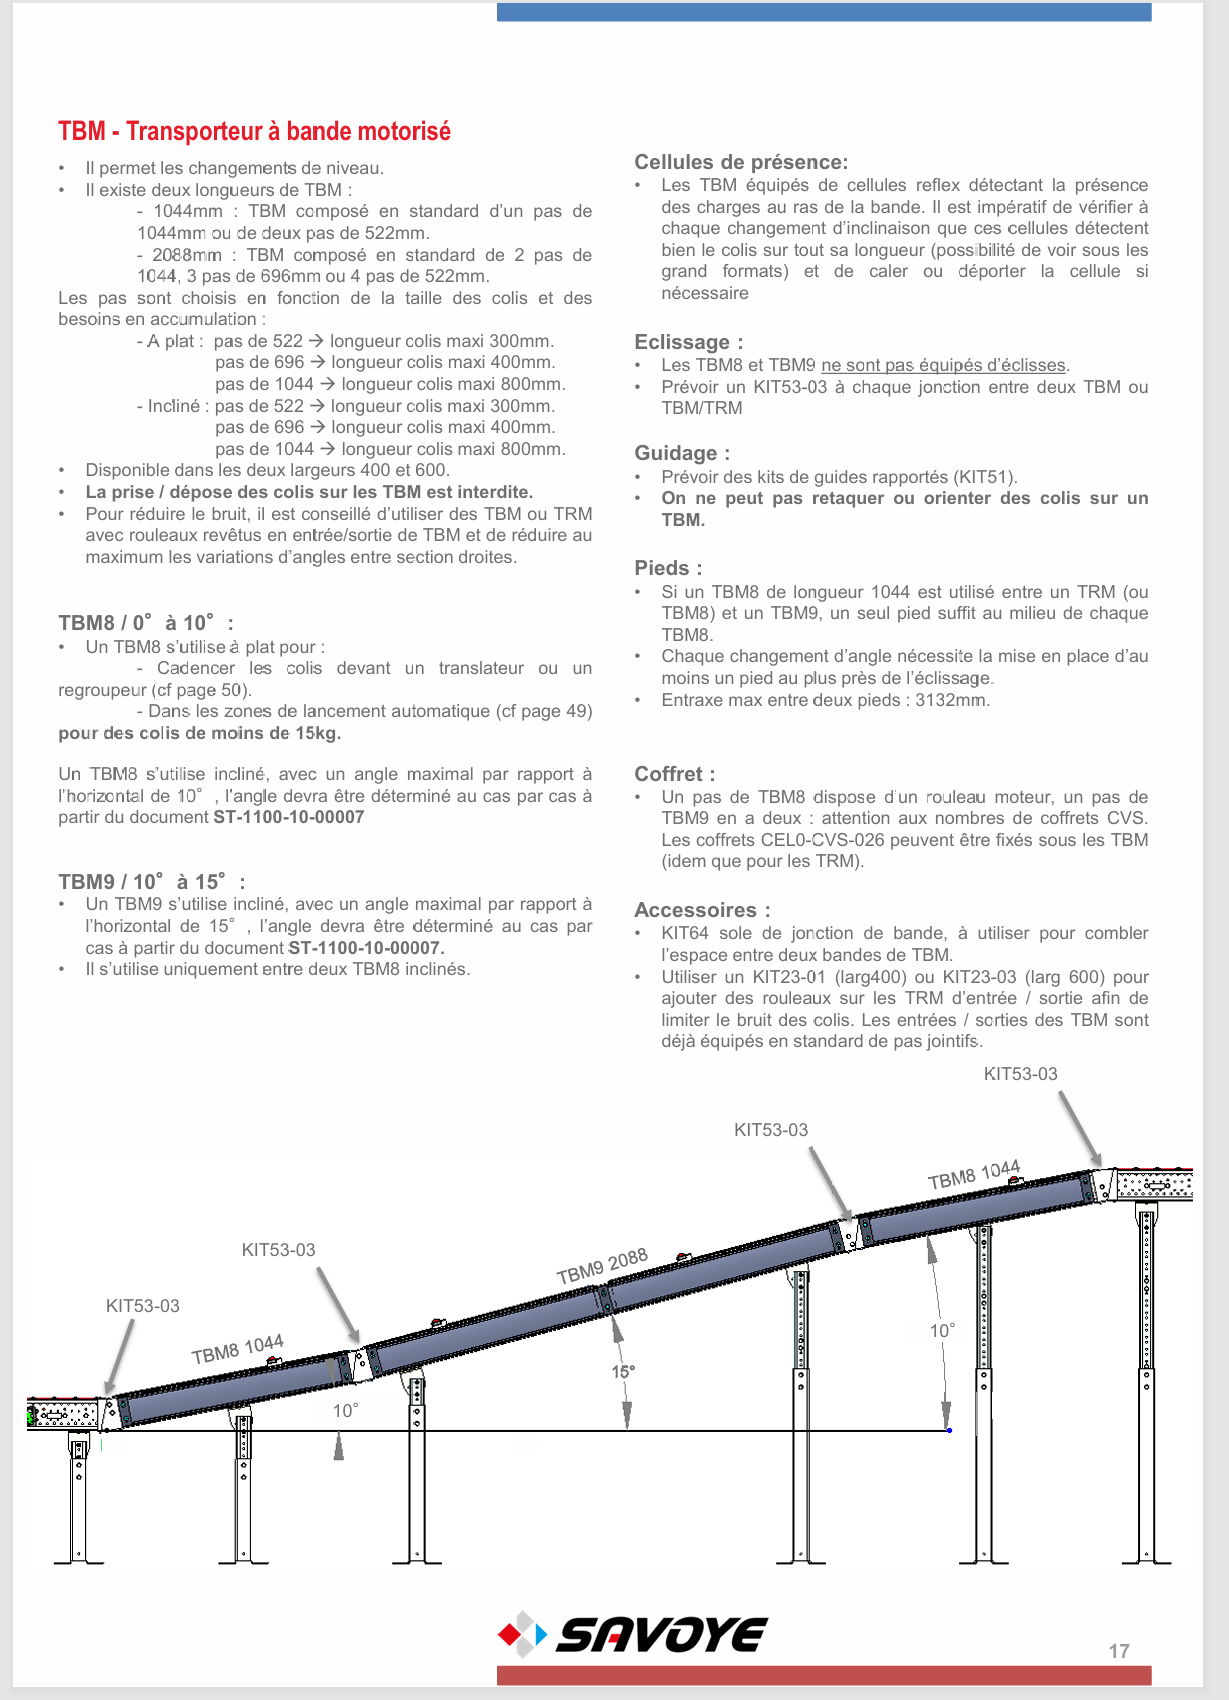 TBM - Transporteur à bande motorisé
• Il permet les changements de niveau.
• Il existe deux longueurs de TBM :
- 1044mm : TBM composé en standard d’un pas de
1044mm ou de deux pas de 522mm.
- 2088mm : TBM composé en standard de 2 pas de
1044, 3 pas de 696mm ou 4 pas de 522mm.
Les pas sont choisis en fonction de la taille des colis et des
besoins en accumulation :
- A plat : pas de 522 → longueur colis maxi 300mm.
pas de 696 → longueur colis maxi 400mm.
pas de 1044 → longueur colis maxi 800mm.
- Incliné : pas de 522 → longueur colis maxi 300mm.
pas de 696 → longueur colis maxi 400mm.
pas de 1044 → longueur colis maxi 800mm.
• Disponible dans les deux largeurs 400 et 600.
• La prise / dépose des colis sur les TBM est interdite.
• Pour réduire le bruit, il est conseillé d’utiliser des TBM ou TRM
avec rouleaux revêtus en entrée/sortie de TBM et de réduire au
maximum les variations d’angles entre section droites.
TBM8 / 0° à 10° :
• Un TBM8 s’utilise à plat pour :
- Cadencer les colis devant un translateur ou un
regroupeur (cf page 50).
- Dans les zones de lancement automatique (cf page 49)
pour des colis de moins de 15kg.
Un TBM8 s’utilise incliné, avec un angle maximal par rapport à
l’horizontal de 10° , l’angle devra être déterminé au cas par cas à
partir du document ST-1100-10-00007
TBM9 / 10° à 15° :
• Un TBM9 s’utilise incliné, avec un angle maximal par rapport à
l’horizontal de 15° , l’angle devra être déterminé au cas par
cas à partir du document ST-1100-10-00007.
• Il s’utilise uniquement entre deux TBM8 inclinés.
Cellules de présence:
• Les TBM équipés de cellules reflex détectant la présence
des charges au ras de la bande. Il est impératif de vérifier à
chaque changement d’inclinaison que ces cellules détectent
bien le colis sur tout sa longueur (possibilité de voir sous les
grand formats) et de caler ou déporter la cellule si
nécessaire
Eclissage :
• Les TBM8 et TBM9 ne sont pas équipés d’éclisses.
• Prévoir un KIT53-03 à chaque jonction entre deux TBM ou
TBM/TRM
Guidage :
• Prévoir des kits de guides rapportés (KIT51).
• On ne peut pas retaquer ou orienter des colis sur un
TBM.
Pieds :
• Si un TBM8 de longueur 1044 est utilisé entre un TRM (ou
TBM8) et un TBM9, un seul pied suffit au milieu de chaque
TBM8.
• Chaque changement d’angle nécessite la mise en place d’au
moins un pied au plus près de l’éclissage.
• Entraxe max entre deux pieds : 3132mm.
Coffret :
• Un pas de TBM8 dispose d’un rouleau moteur, un pas de
TBM9 en a deux : attention aux nombres de coffrets CVS.
Les coffrets CEL0-CVS-026 peuvent être fixés sous les TBM
(idem que pour les TRM).
Accessoires :
• KIT64 sole de jonction de bande, à utiliser pour combler
l’espace entre deux bandes de TBM.
• Utiliser un KIT23-01 (larg400) ou KIT23-03 (larg 600) pour
ajouter des rouleaux sur les TRM d’entrée / sortie afin de
limiter le bruit des colis. Les entrées / sorties des TBM sont
déjà équipés en standard de pas jointifs.
KIT53-03
KIT53-03
TBM8 1044
KIT53-03
TBM9 2088
KIT53-03
TBM8 1044
10°
15°
10°
SAVOYE
17